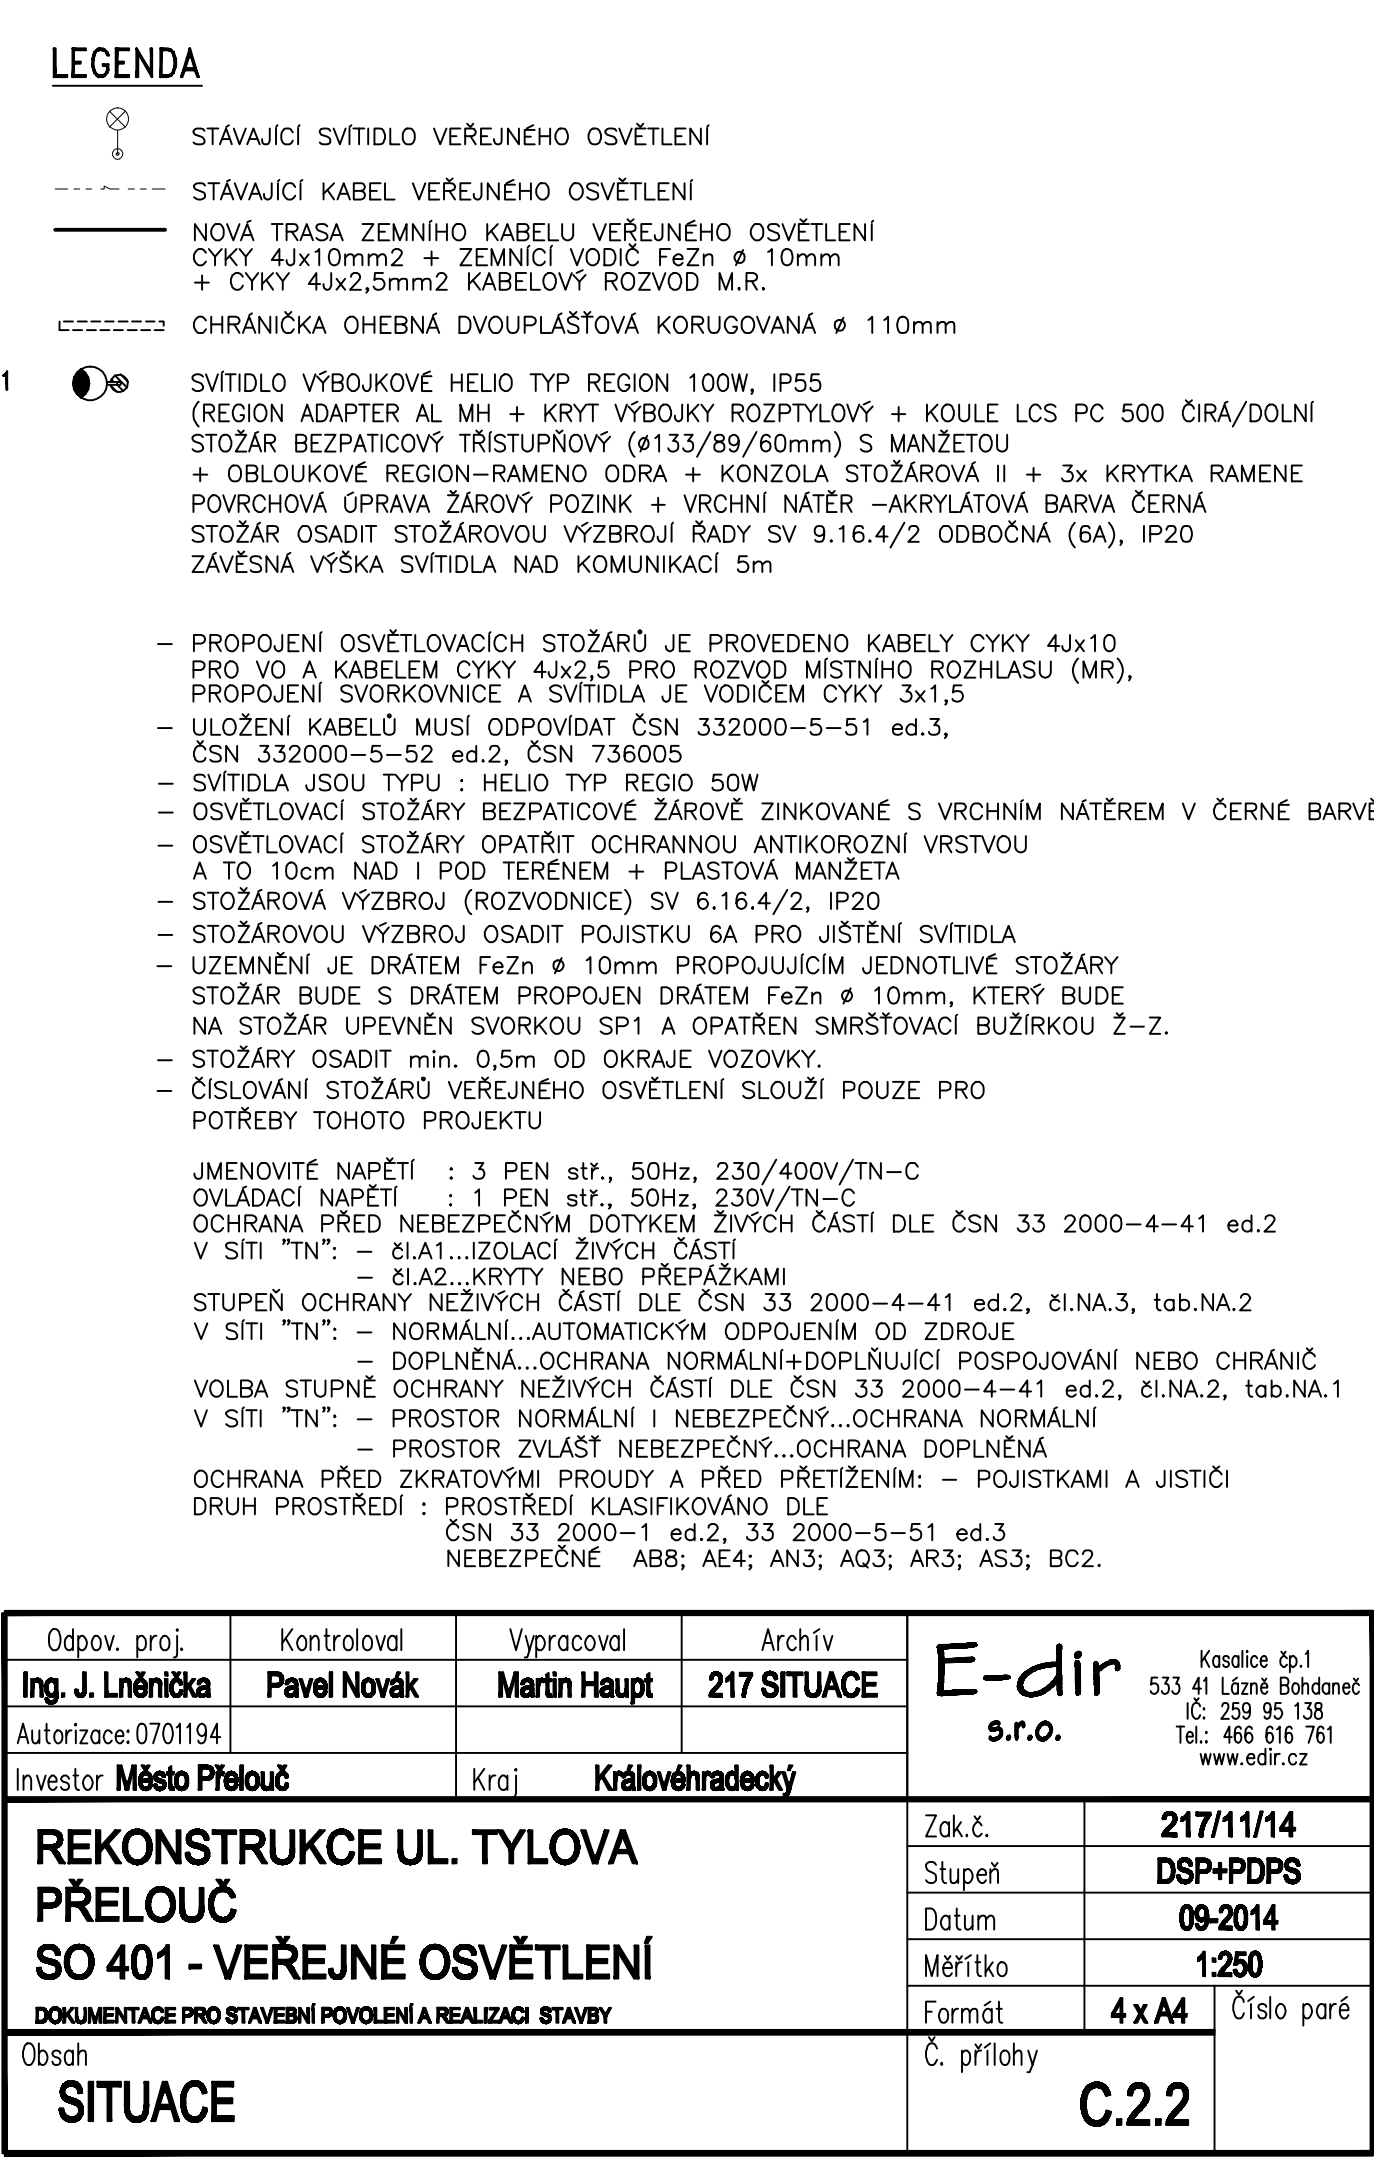 LEGENDA
STÁVAJÍCÍ SVÍTIDLO VEŘEJNÉHO OSVĚTLENÍ
STÁVAJÍCÍ KABEL VEŘEJNÉHO OSVĚTLENÍ
NOVÁ TRASA ZEMNÍHO KABELU VEŘEJNÉHO OSVĚTLENÍ
CYKY 4Jx10mm2 + ZEMNÍCÍ VODIČ FeZn ø 10mm
+ CYKY 4Jx2,5mm2 KABELOVÝ ROZVOD M.R.
CHRÁNIČKA OHEBNÁ DVOUPLÁŠŤOVÁ KORUGOVANÁ ø 110mm
1 SVÍTIDLO VÝBOJKOVÉ HELIO TYP REGION 100W, IP55
(REGION ADAPTER AL MH + KRYT VÝBOJKY ROZPTYLOVÝ + KOULE LCS PC 500 ČIRÁ/DOLNÍ
STOŽÁR BEZPATICOVÝ TŘÍSTUPŇOVÝ (ø133/89/60mm) S MANŽETOU
+ OBLOUKOVÉ REGION–RAMENO ODRA + KONZOLA STOŽÁROVÁ II + 3x KRYTKA RAMENE
POVRCHOVÁ ÚPRAVA ŽÁROVÝ POZINK + VRCHNÍ NÁTĚR –AKRYLÁTOVÁ BARVA ČERNÁ
STOŽÁR OSADIT STOŽÁROVOU VÝZBROJÍ ŘADY SV 9.16.4/2 ODBOČNÁ (6A), IP20
ZÁVĚSNÁ VÝŠKA SVÍTIDLA NAD KOMUNIKACÍ 5m
– PROPOJENÍ OSVĚTLOVACÍCH STOŽÁRŮ JE PROVEDENO KABELY CYKY 4Jx10
PRO VO A KABELEM CYKY 4Jx2,5 PRO ROZVOD MÍSTNÍHO ROZHLASU (MR),
PROPOJENÍ SVORKOVNICE A SVÍTIDLA JE VODIČEM CYKY 3x1,5
– ULOŽENÍ KABELŮ MUSÍ ODPOVÍDAT ČSN 332000–5–51 ed.3,
ČSN 332000–5–52 ed.2, ČSN 736005
– SVÍTIDLA JSOU TYPU : HELIO TYP REGIO 50W
– OSVĚTLOVACÍ STOŽÁRY BEZPATICOVÉ ŽÁROVĚ ZINKOVANÉ S VRCHNÍM NÁTĚREM V ČERNÉ BARVĚ
– OSVĚTLOVACÍ STOŽÁRY OPATŘIT OCHRANNOU ANTIKOROZNÍ VRSTVOU
A TO 10cm NAD I POD TERÉNEM + PLASTOVÁ MANŽETA
– STOŽÁROVÁ VÝZBROJ (ROZVODNICE) SV 6.16.4/2, IP20
– STOŽÁROVOU VÝZBROJ OSADIT POJISTKU 6A PRO JIŠTĚNÍ SVÍTIDLA
– UZEMNĚNÍ JE DRÁTEM FeZn ø 10mm PROPOJUJÍCÍM JEDNOTLIVÉ STOŽÁRY
STOŽÁR BUDE S DRÁTEM PROPOJEN DRÁTEM FeZn ø 10mm, KTERÝ BUDE
NA STOŽÁR UPEVNĚN SVORKOU SP1 A OPATŘEN SMRŠŤOVACÍ BUŽÍRKOU Ž–Z.
– STOŽÁRY OSADIT min. 0,5m OD OKRAJE VOZOVKY.
– ČÍSLOVÁNÍ STOŽÁRŮ VEŘEJNÉHO OSVĚTLENÍ SLOUŽÍ POUZE PRO
POTŘEBY TOHOTO PROJEKTU
JMENOVITÉ NAPĚTÍ : 3 PEN stř., 50Hz, 230/400V/TN–C
OVLÁDACÍ NAPĚTÍ : 1 PEN stř., 50Hz, 230V/TN–C
OCHRANA PŘED NEBEZPEČNÝM DOTYKEM ŽIVÝCH ČÁSTÍ DLE ČSN 33 2000–4–41 ed.2
V SÍTI "TN": – čl.A1...IZOLACÍ ŽIVÝCH ČÁSTÍ
– čl.A2...KRYTY NEBO PŘEPÁŽKAMI
STUPEŇ OCHRANY NEŽIVÝCH ČÁSTÍ DLE ČSN 33 2000–4–41 ed.2, čl.NA.3, tab.NA.2
V SÍTI "TN": – NORMÁLNÍ...AUTOMATICKÝM ODPOJENÍM OD ZDROJE
– DOPLNĚNÁ...OCHRANA NORMÁLNÍ+DOPLŇUJÍCÍ POSPOJOVÁNÍ NEBO CHRÁNIČ
VOLBA STUPNĚ OCHRANY NEŽIVÝCH ČÁSTÍ DLE ČSN 33 2000–4–41 ed.2, čl.NA.2, tab.NA.1
V SÍTI "TN": – PROSTOR NORMÁLNÍ I NEBEZPEČNÝ...OCHRANA NORMÁLNÍ
– PROSTOR ZVLÁŠŤ NEBEZPEČNÝ...OCHRANA DOPLNĚNÁ
OCHRANA PŘED ZKRATOVÝMI PROUDY A PŘED PŘETÍŽENÍM: – POJISTKAMI A JISTIČI
DRUH PROSTŘEDÍ : PROSTŘEDÍ KLASIFIKOVÁNO DLE
ČSN 33 2000–1 ed.2, 33 2000–5–51 ed.3
NEBEZPEČNÉ AB8; AE4; AN3; AQ3; AR3; AS3; BC2.
Odpov. proj. Kontroloval Vypracoval Archív
Ing. J. Lněnička Pavel Novák Martin Haupt 217 SITUACE
Autorizace: 0701194
Investor Město Přelouč Kraj Královéhradecký
E-dir
s.r.o.
Kasalice čp.1
533 41 Lázně Bohdaneč
IČ: 259 95 138
Tel.: 466 616 761
www.edir.cz
REKONSTRUKCE UL. TYLOVA
PŘELOUČ
SO 401 - VEŘEJNÉ OSVĚTLENÍ
DOKUMENTACE PRO STAVEBNÍ POVOLENÍ A REALIZACI STAVBY
Zak.č. 217/11/14
Stupeň DSP+PDPS
Datum 09-2014
Měřítko 1:250
Formát 4 x A4 Číslo paré
Obsah
SITUACE
Č. přílohy
C.2.2